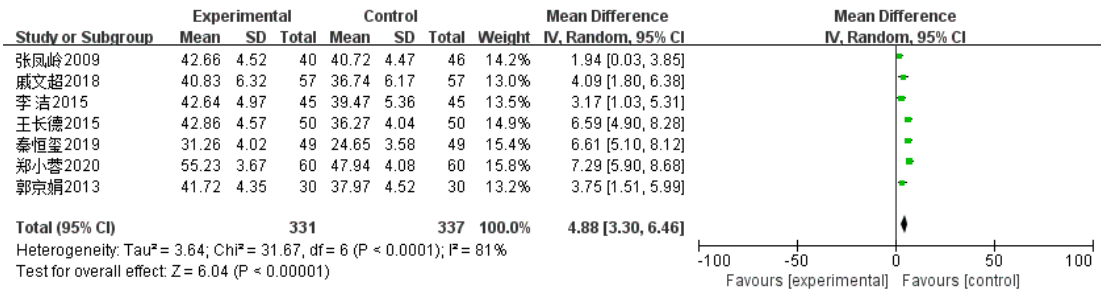 Experimental Control Mean Difference Mean Difference
Study or Subgroup Mean SD Total Mean SD Total Weight IV, Random, 95% CI IV, Random, 95% CI
张凤岭2009 42.66 4.52 40 40.72 4.47 46 14.2% 1.94 [0.03, 3.85]
戚文超2018 40.83 6.32 57 36.74 6.17 57 13.0% 4.09 [1.80, 6.38]
李洁2015 42.64 4.97 45 39.47 5.36 45 13.5% 3.17 [1.03, 5.31]
王长德2015 42.86 4.57 50 36.27 4.04 50 14.9% 6.59 [4.90, 8.28]
秦恒玺2019 31.26 4.02 49 24.65 3.58 49 15.5% 6.61 [5.10, 8.12]
郑小蓉2020 55.23 3.67 60 47.94 4.08 60 15.8% 7.29 [5.90, 8.68]
郭京娟2013 41.72 4.35 30 37.97 4.52 30 13.2% 3.75 [1.51, 5.99]
Total (95% CI) 331 337 100.0% 4.88 [3.30, 6.46]
Heterogeneity: Tau² = 3.64; Chi² = 31.67, df = 6 (P < 0.0001); I² = 81%
Test for overall effect: Z = 6.04 (P < 0.00001)
-100 -50 0 50 100
Favours [experimental] Favours [control]